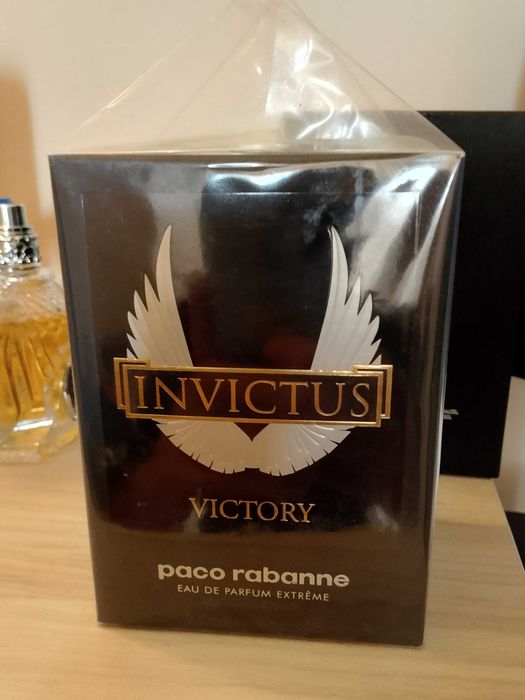 INVICTUS
VICTORY
paco rabanne
EAU DE PARFUM EXTRÊME